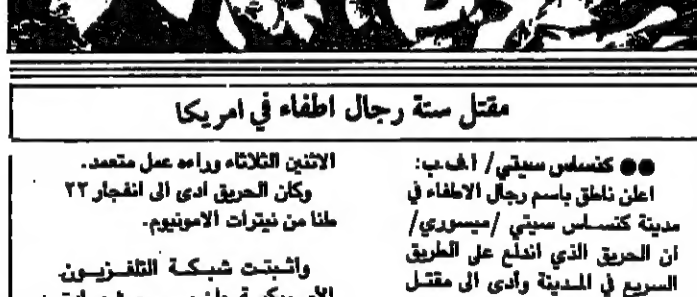 مقتل ستة رجال اطفاء في امريكا
●● كنساس سيتي/ ا.ف.ب:
اعلن ناطق باسم رجال الاطفاء في
مدينة كنساس سيتي /ميسوري/
ان الحريق الذي اندلع على الطريق
السريع في المدينة وأدى الى مقتل
الاثنين الثلاثاء وراءه عمل متعمد.
وكان الحريق ادى الى انفجار ٢٢
طنا من نيترات الامونيوم.
واثبتت شبكة التلفزيون